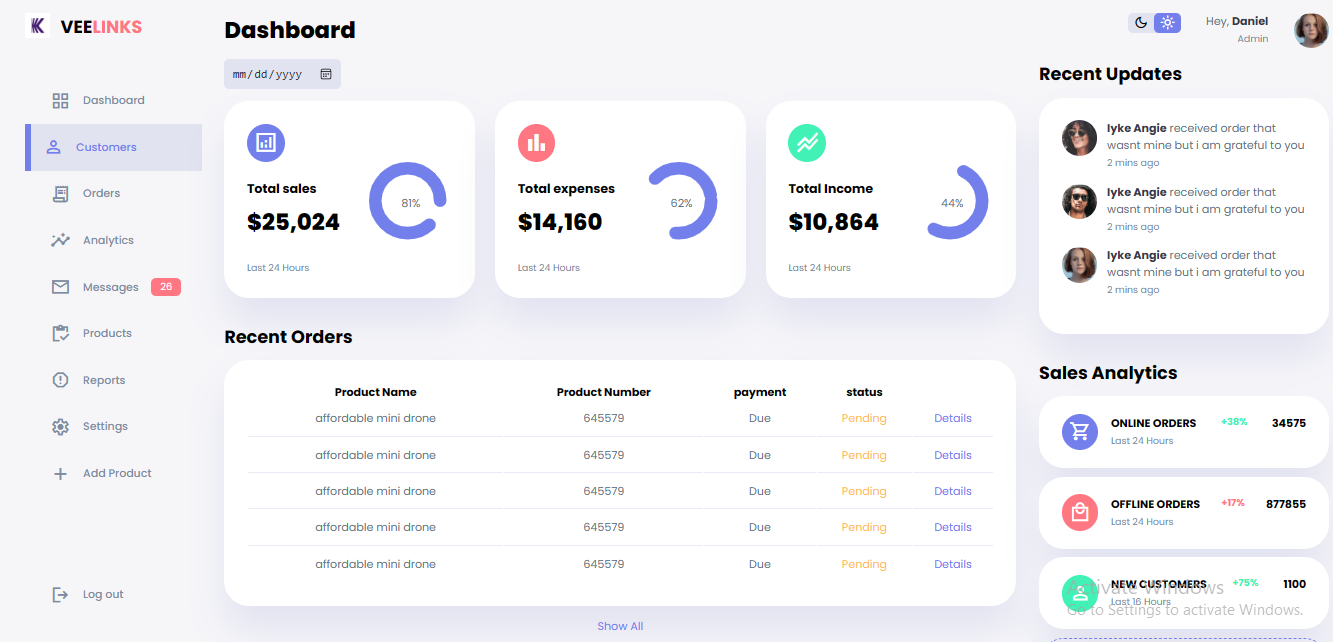 VEELINKS
Dashboard
Customers
Orders
Analytics
Messages 26
Products
Reports
Settings
Add Product
Log out
Dashboard
mm/dd/yyyy
Total sales
$25,024
81%
Last 24 Hours
Total expenses
$14,160
62%
Last 24 Hours
Total Income
$10,864
44%
Last 24 Hours
Recent Orders
Product Name Product Number payment status
affordable mini drone 645579 Due Pending Details
affordable mini drone 645579 Due Pending Details
affordable mini drone 645579 Due Pending Details
affordable mini drone 645579 Due Pending Details
affordable mini drone 645579 Due Pending Details
Show All
Hey, Daniel
Admin
Recent Updates
Iyke Angie received order that
wasnt mine but i am grateful to you
2 mins ago
Iyke Angie received order that
wasnt mine but i am grateful to you
2 mins ago
Iyke Angie received order that
wasnt mine but i am grateful to you
2 mins ago
Sales Analytics
ONLINE ORDERS +38% 34575
Last 24 Hours
OFFLINE ORDERS +17% 877855
Last 24 Hours
NEW CUSTOMERS +75% 1100
Last 16 Hours
Activate Windows
Go to Settings to activate Windows.